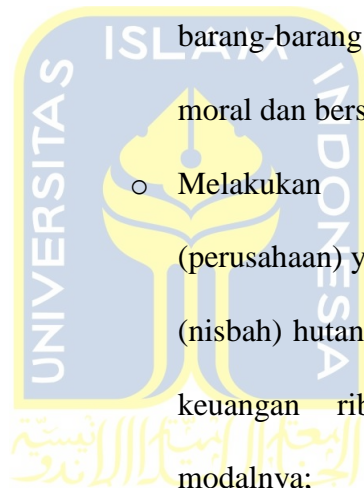 barang-barang
moral dan bers
o Melakukan
(perusahaan) y
(nisbah) hutan
keuangan rib
modalnya;
UNIVERSITAS
ISLAM
INDONESIA